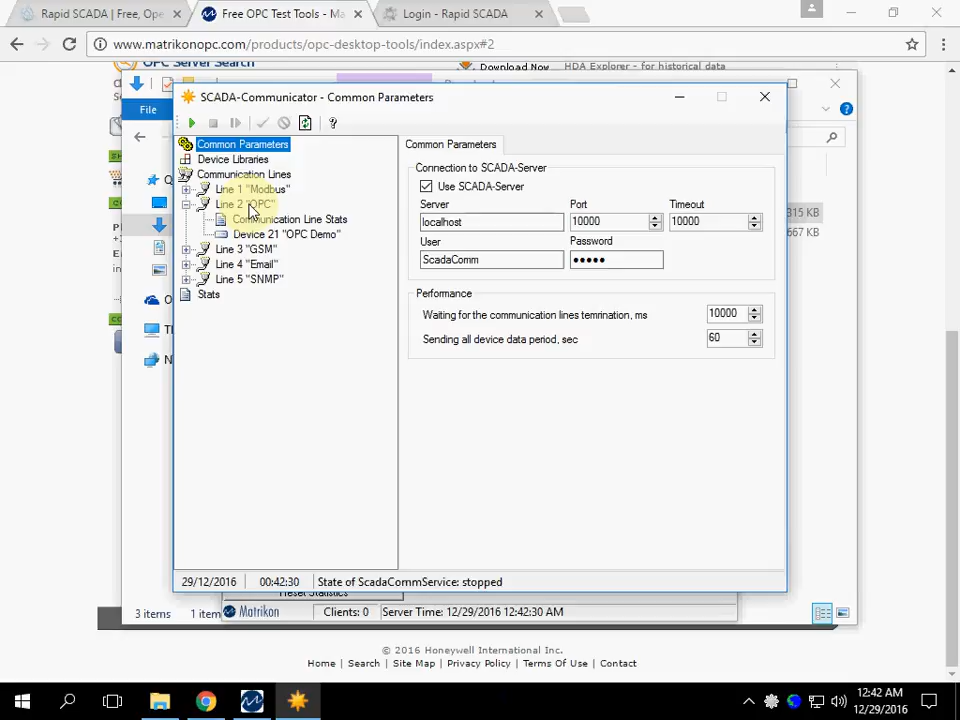 Rapid SCADA | Free, Ope
Free OPC Test Tools - Ma
Login - Rapid SCADA
www.matrikonopc.com/products/opc-desktop-tools/index.aspx#2
OPC Server Search
Download Now
HDA Explorer - for historical data
File
SCADA-Communicator - Common Parameters
Common Parameters
Device Libraries
Communication Lines
Line 1 "Modbus"
Line 2 "OPC"
Communication Line Stats
Device 21 "OPC Demo"
Line 3 "GSM"
Line 4 "Email"
Line 5 "SNMP"
Stats
Common Parameters
Connection to SCADA-Server
Use SCADA-Server
Server Port Timeout
localhost 10000 10000
User Password
ScadaComm •••••
Performance
Waiting for the communication lines temrination, ms 10000
Sending all device data period, sec 60
315 KB
667 KB
29/12/2016 00:42:30 State of ScadaCommService: stopped
Reset Statistics
3 items 1 item
Matrikon Clients: 0 Server Time: 12/29/2016 12:42:30 AM
© 2016 Honeywell International Inc.
Home | Search | Site Map | Privacy Policy | Terms Of Use | Contact
12:42 AM
12/29/2016